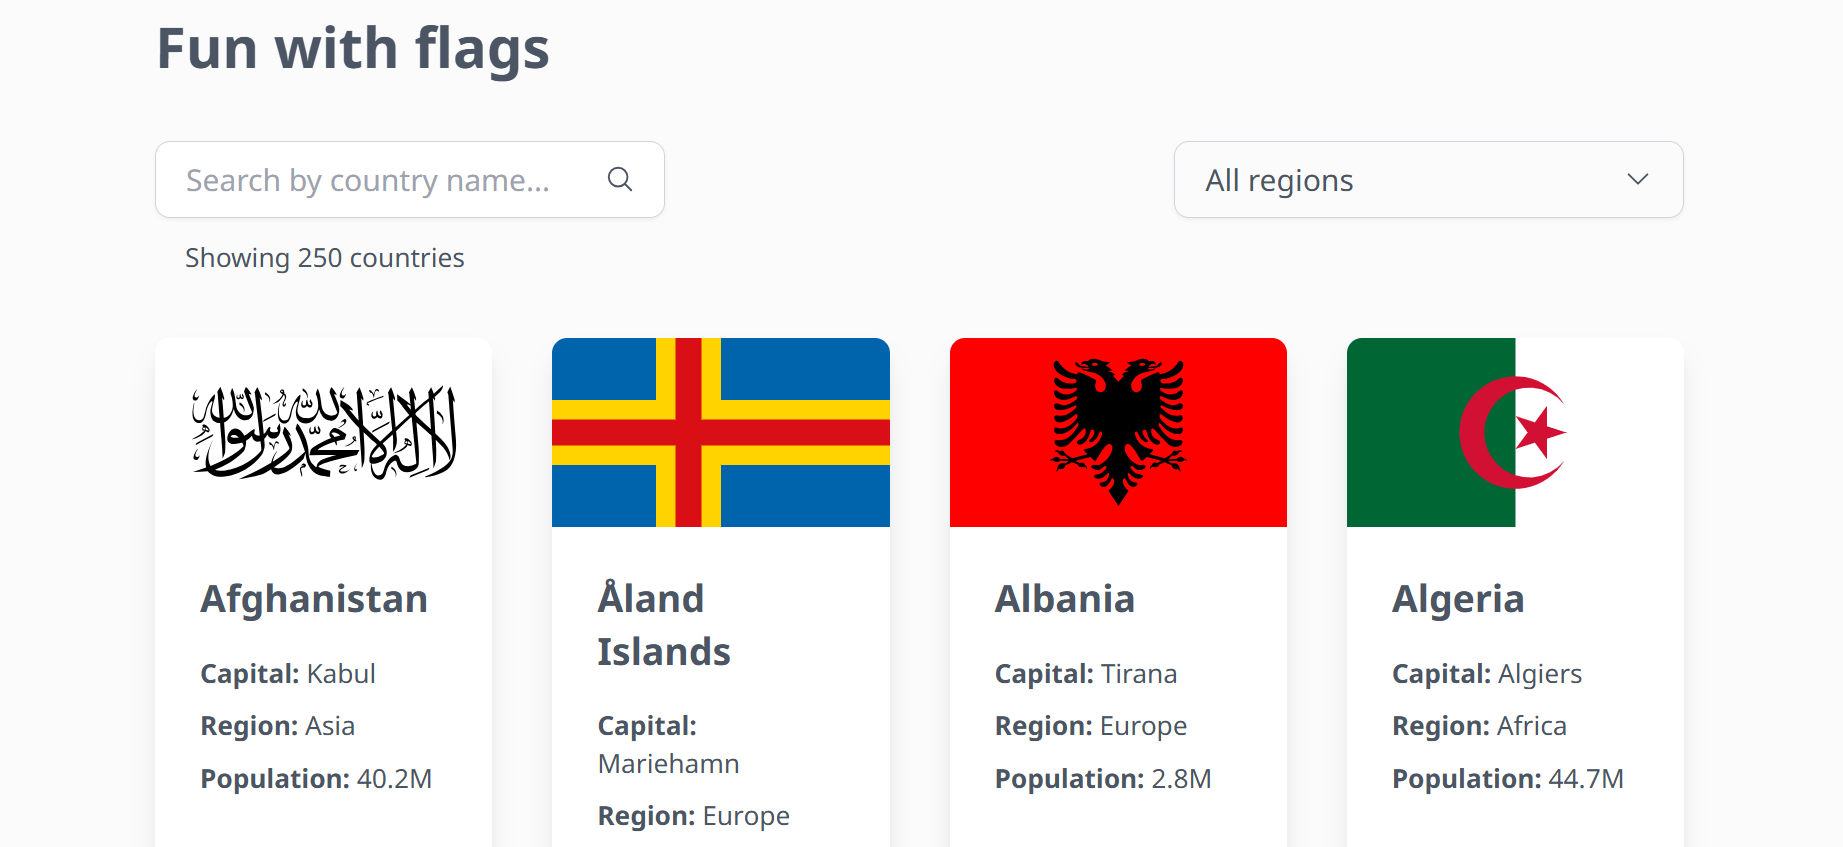 Fun with flags
Search by country name...
All regions
Showing 250 countries
لا إله إلا الله محمد رسول الله
Afghanistan
Capital: Kabul
Region: Asia
Population: 40.2M
Åland
Islands
Capital:
Mariehamn
Region: Europe
Albania
Capital: Tirana
Region: Europe
Population: 2.8M
Algeria
Capital: Algiers
Region: Africa
Population: 44.7M